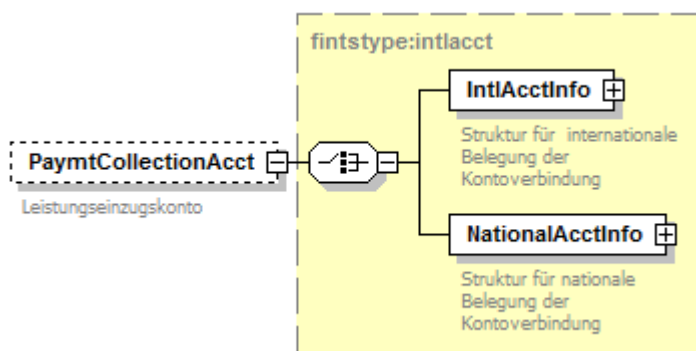 fintstype:intlacct
IntlAcctInfo
Struktur für internationale
Belegung der
Kontoverbindung
PaymtCollectionAcct
Leistungseinzugskonto
NationalAcctInfo
Struktur für nationale
Belegung der
Kontoverbindung